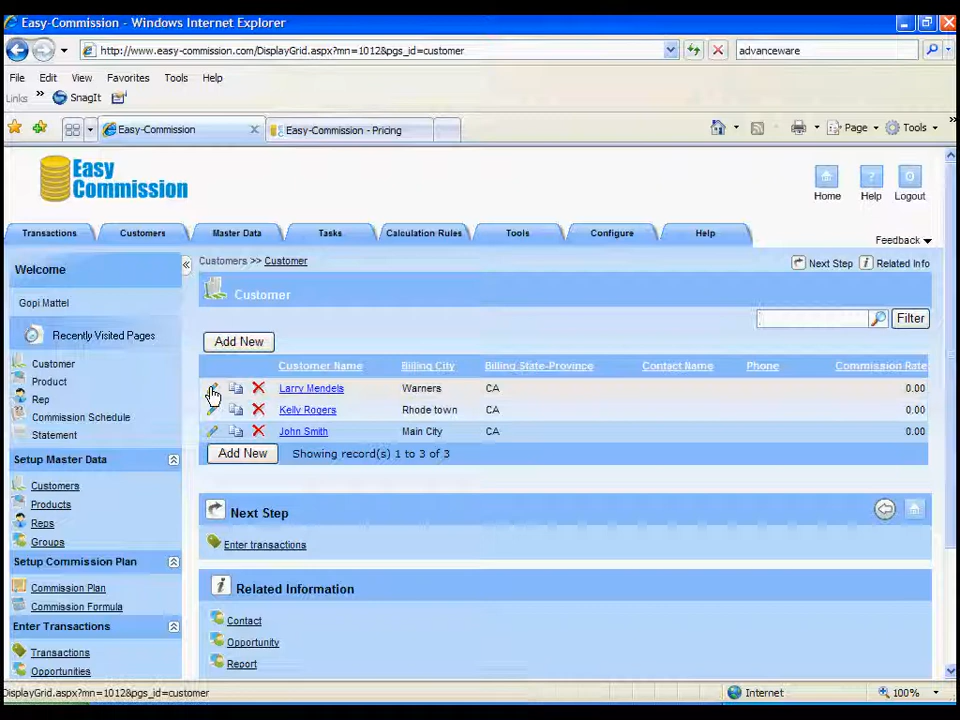 Easy-Commission - Windows Internet Explorer
http://www.easy-commission.com/DisplayGrid.aspx?mn=1012&pgs_id=customer
advanceware
File Edit View Favorites Tools Help
Links » SnagIt
Easy-Commission
Easy-Commission - Pricing
Page Tools
Easy
Commission
Home Help Logout
Transactions Customers Master Data Tasks Calculation Rules Tools Configure Help
Feedback
Welcome
Gopi Mattel
Recently Visited Pages
Customer
Product
Rep
Commission Schedule
Statement
Setup Master Data
Customers
Products
Reps
Groups
Setup Commission Plan
Commission Plan
Commission Formula
Enter Transactions
Transactions
Opportunities
Customers >> Customer
Next Step Related Info
Customer
Filter
Add New
Customer Name Billing City Billing State-Province Contact Name Phone Commission Rate
Larry Mendels Warners CA 0.00
Kelly Rogers Rhode town CA 0.00
John Smith Main City CA 0.00
Add New Showing record(s) 1 to 3 of 3
Next Step
Enter transactions
Related Information
Contact
Opportunity
Report
DisplayGrid.aspx?mn=1012&pgs_id=customer
Internet
100%